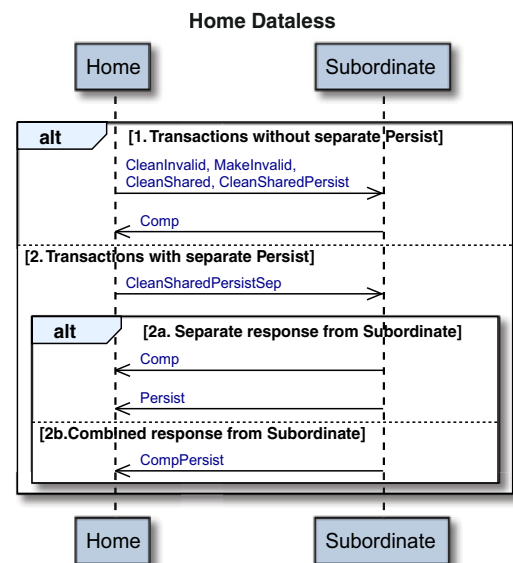 Home Dataless
Home
Subordinate
alt
[1. Transactions without separate Persist]
CleanInvalid, MakeInvalid,
CleanShared, CleanSharedPersist
Comp
[2. Transactions with separate Persist]
CleanSharedPersistSep
alt
[2a. Separate response from Subordinate]
Comp
Persist
[2b.Combined response from Subordinate]
CompPersist
Home
Subordinate